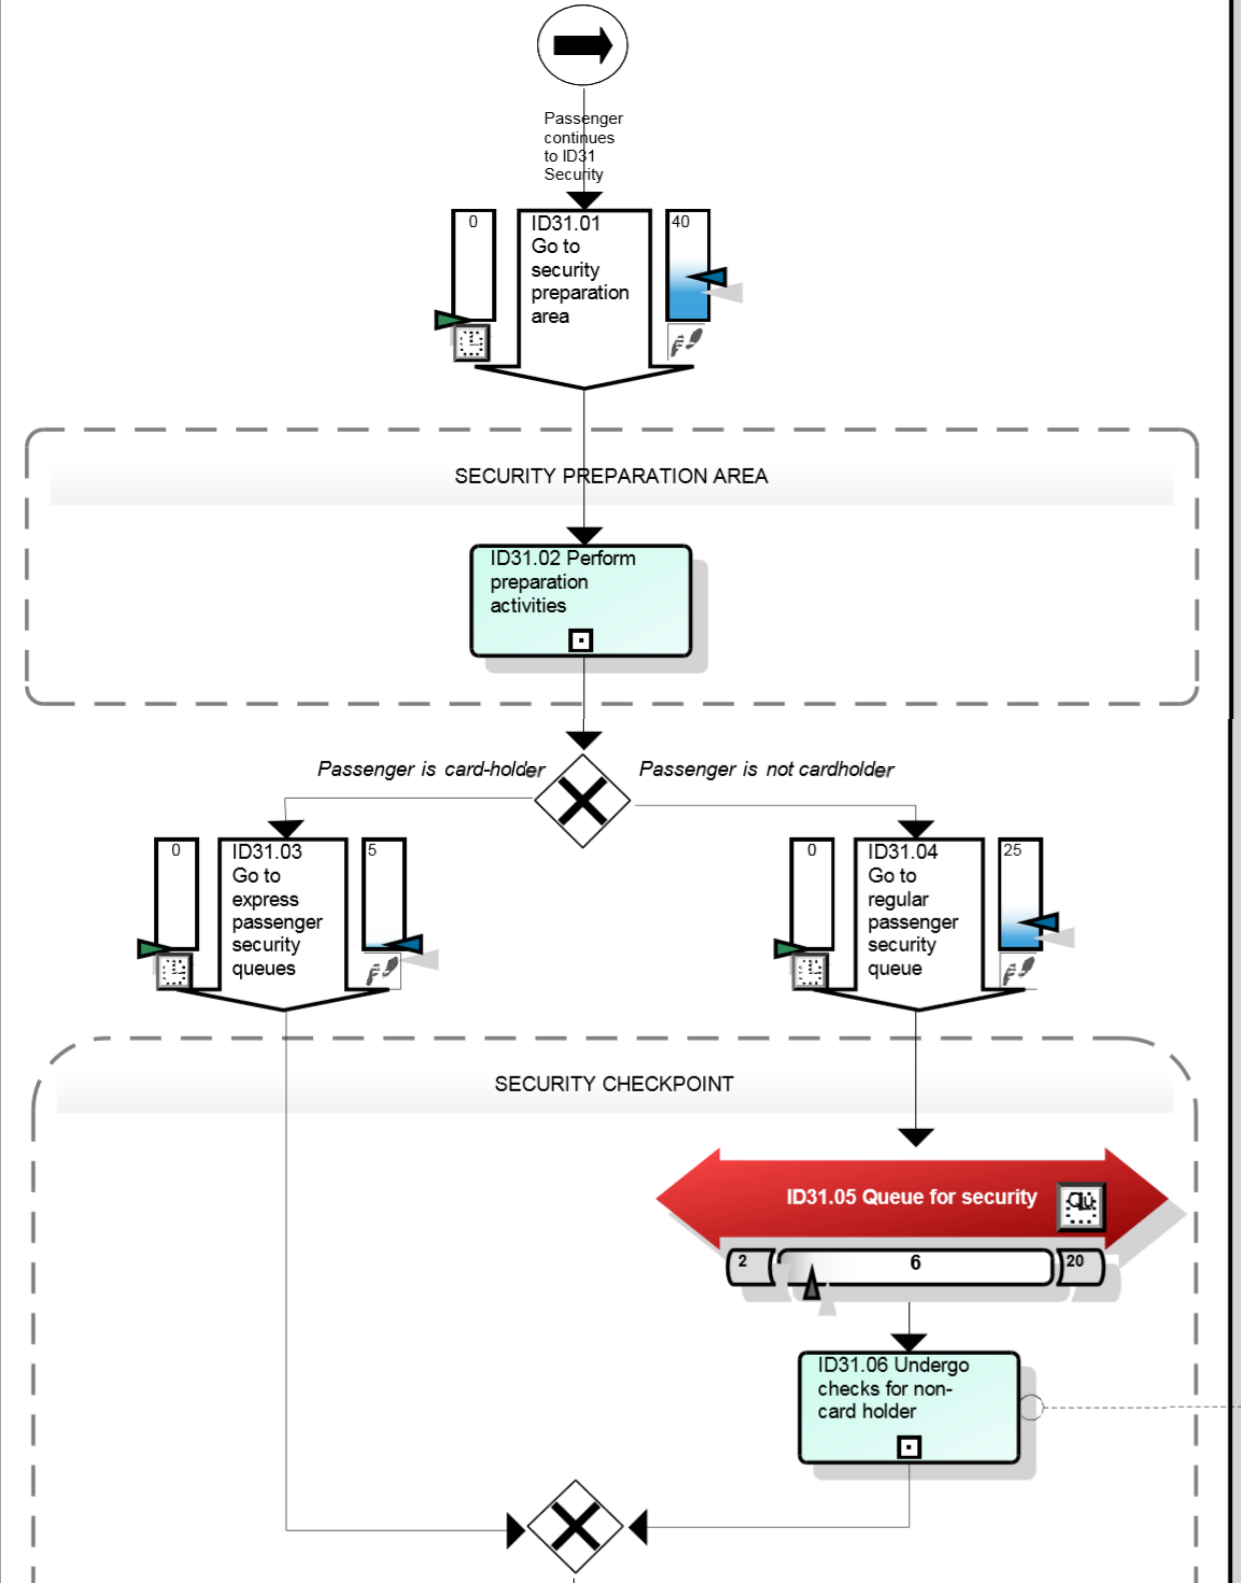 Passenger
continues
to ID31
Security
0
ID31.01
Go to
security
preparation
area
40
SECURITY PREPARATION AREA
ID31.02 Perform
preparation
activities
Passenger is card-holder
Passenger is not cardholder
0
ID31.03
Go to
express
passenger
security
queues
5
0
ID31.04
Go to
regular
passenger
security
queue
25
SECURITY CHECKPOINT
ID31.05 Queue for security
2
6
20
ID31.06 Undergo
checks for non-
card holder